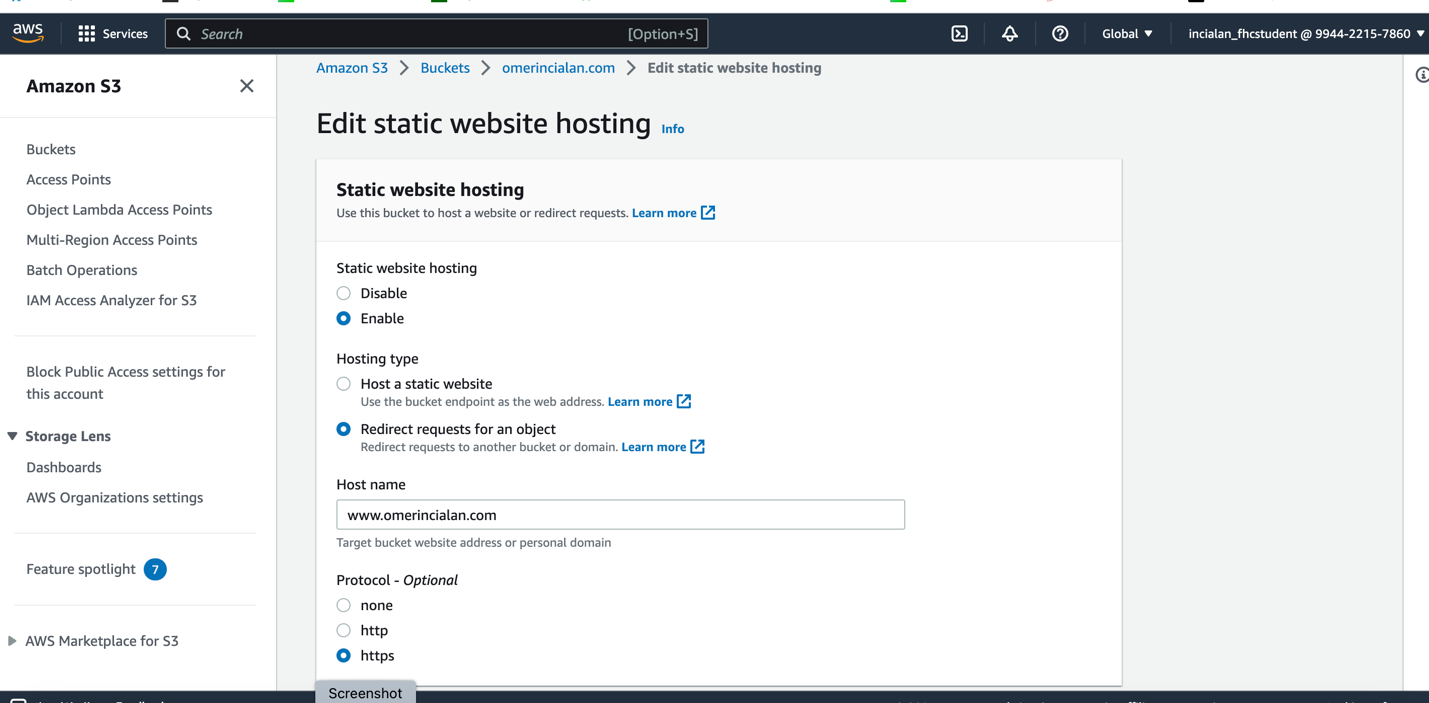 aws
Services
Search
[Option+S]
Global
incialan_fhcstudent @ 9944-2215-7860
Amazon S3
Buckets
Access Points
Object Lambda Access Points
Multi-Region Access Points
Batch Operations
IAM Access Analyzer for S3
Block Public Access settings for
this account
Storage Lens
Dashboards
AWS Organizations settings
Feature spotlight 7
AWS Marketplace for S3
Amazon S3 > Buckets > omerincialan.com > Edit static website hosting
Edit static website hosting Info
Static website hosting
Use this bucket to host a website or redirect requests. Learn more
Static website hosting
Disable
Enable
Hosting type
Host a static website
Use the bucket endpoint as the web address. Learn more
Redirect requests for an object
Redirect requests to another bucket or domain. Learn more
Host name
www.omerincialan.com
Target bucket website address or personal domain
Protocol - Optional
none
http
https
Screenshot